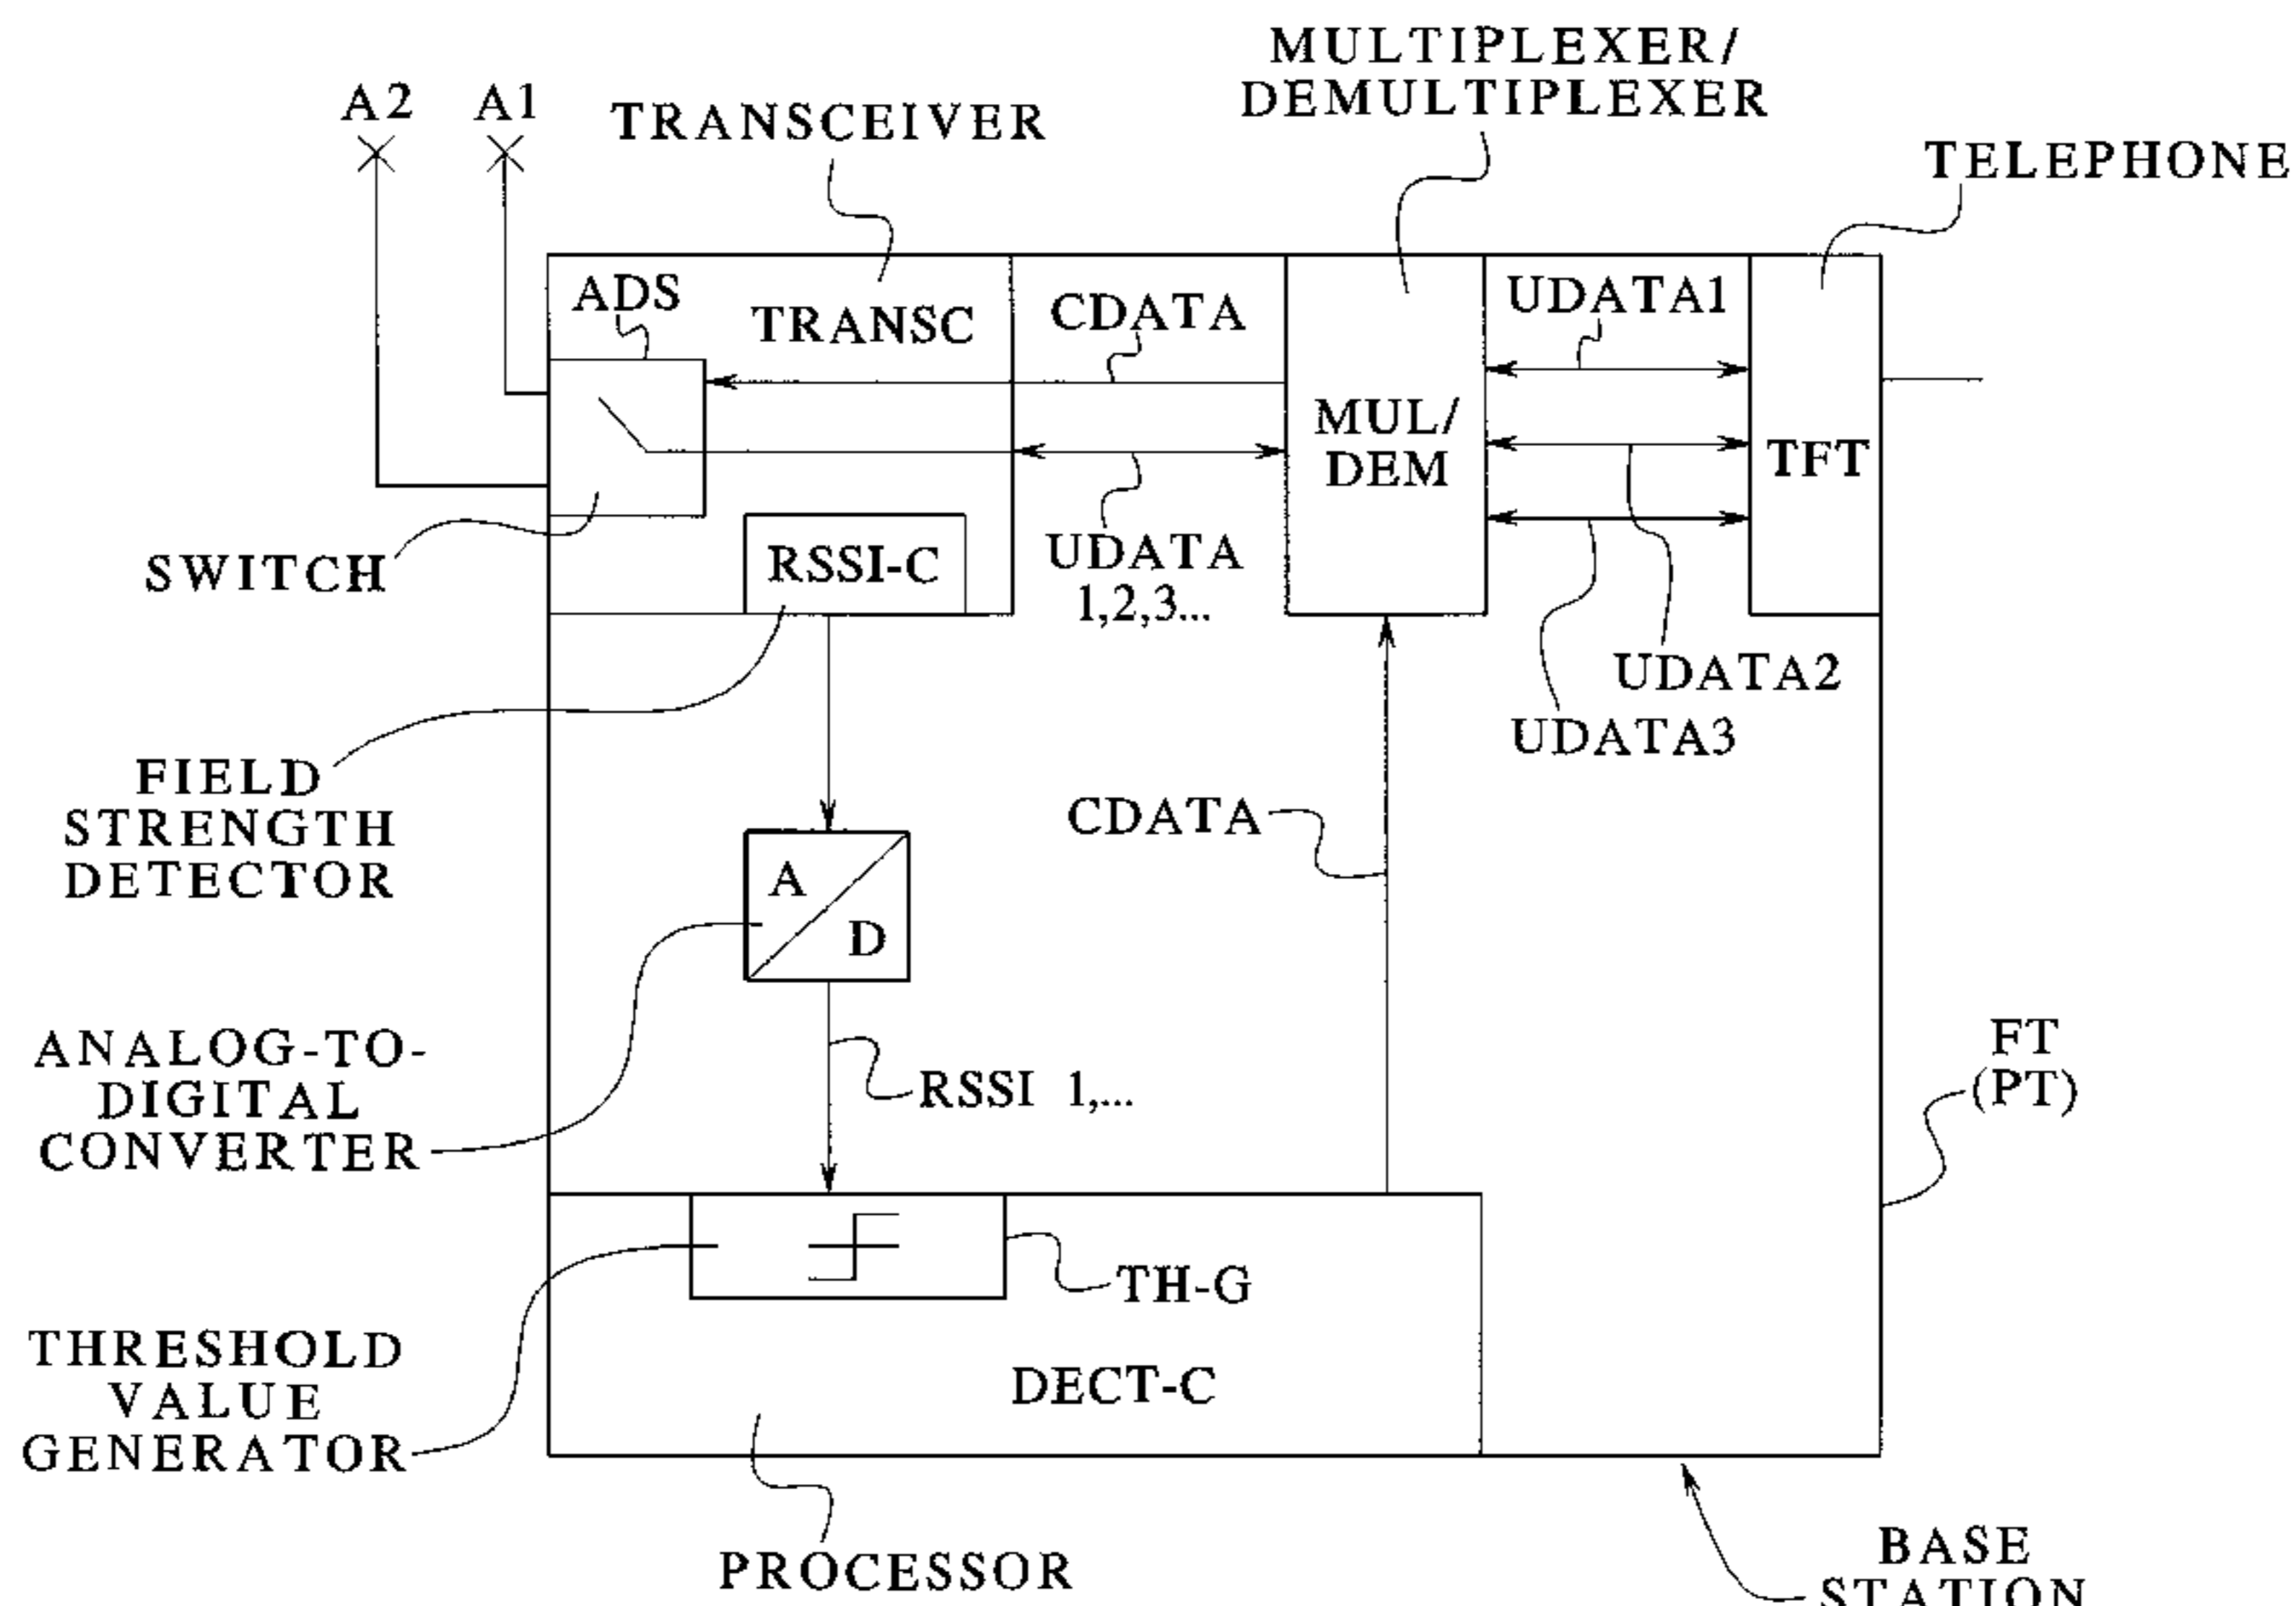 MULTIPLEXER/
DEMULTIPLEXER
A2
A1
TRANSCEIVER
TELEPHONE
ADS
TRANSC
CDATA
UDATA1
MUL/
DEM
TFT
SWITCH
RSSI-C
UDATA
1,2,3...
UDATA2
UDATA3
FIELD
STRENGTH
DETECTOR
CDATA
A
D
ANALOG-TO-
DIGITAL
CONVERTER
RSSI 1,...
FT
(PT)
TH-G
THRESHOLD
VALUE
GENERATOR
DECT-C
PROCESSOR
BASE
STATION